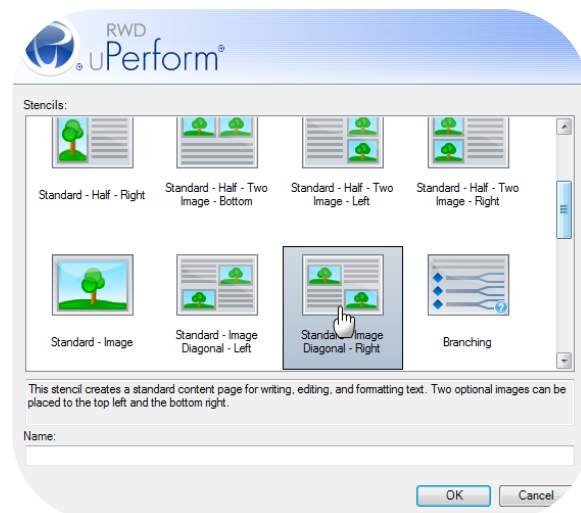 RWD
uPerform®
Stencils:
Standard - Half - Right
Standard - Half - Two
Image - Bottom
Standard - Half - Two
Image - Left
Standard - Half - Two
Image - Right
Standard - Image
Standard - Image
Diagonal - Left
Standard - Image
Diagonal - Right
Branching
This stencil creates a standard content page for writing, editing, and formatting text. Two optional images can be
placed to the top left and the bottom right.
Name:
OK
Cancel